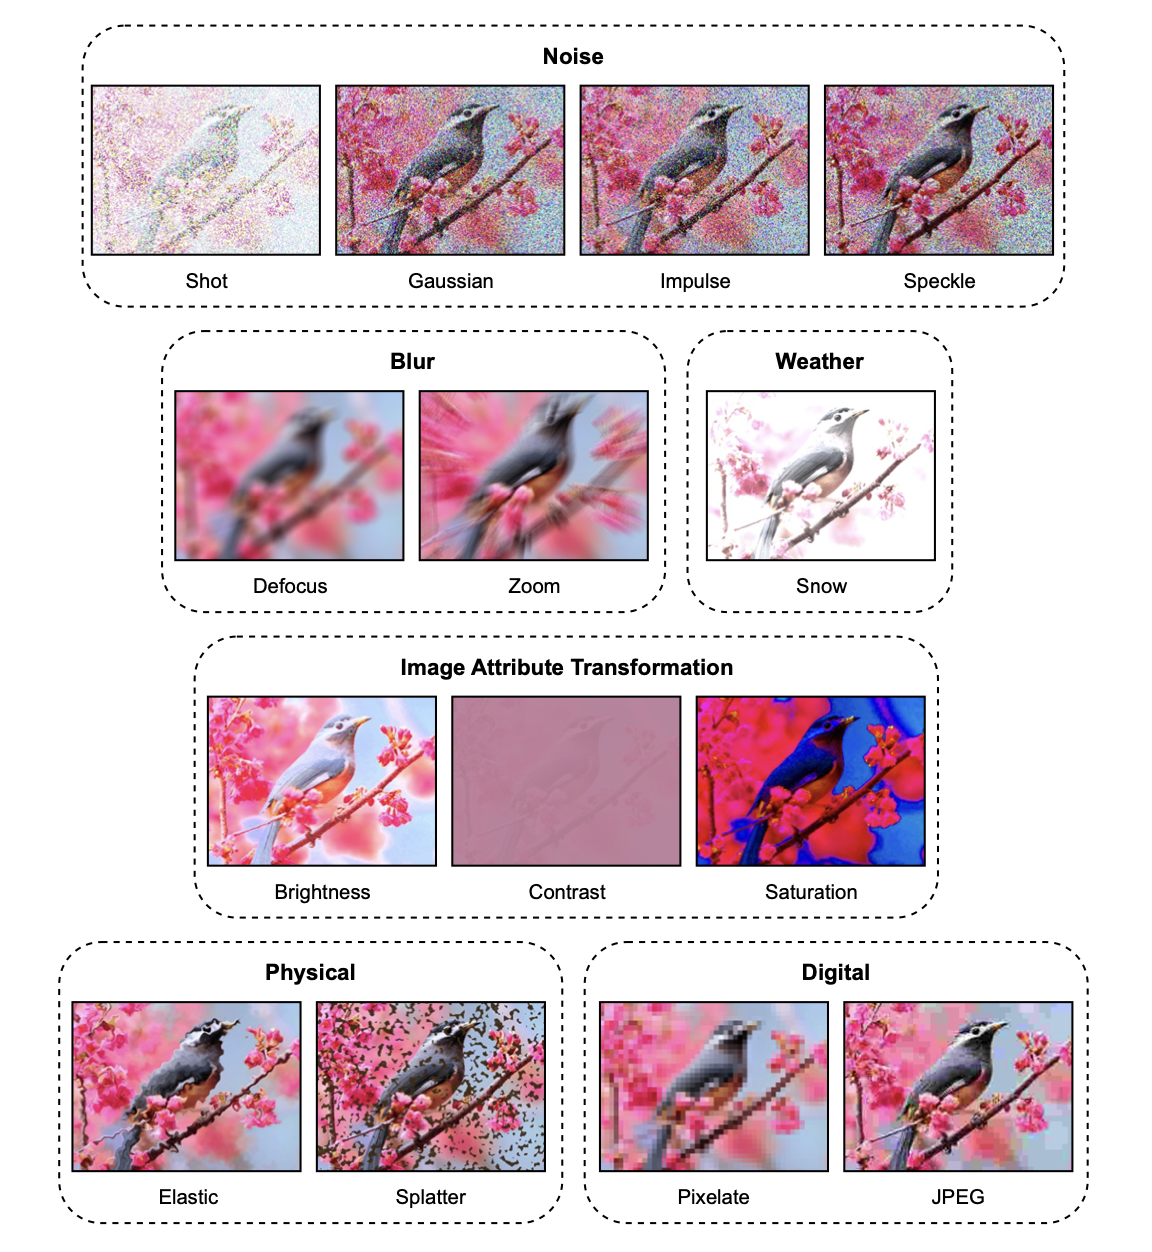 Noise
Shot Gaussian Impulse Speckle
Blur
Defocus Zoom
Weather
Snow
Image Attribute Transformation
Brightness Contrast Saturation
Physical
Elastic Splatter
Digital
Pixelate JPEG